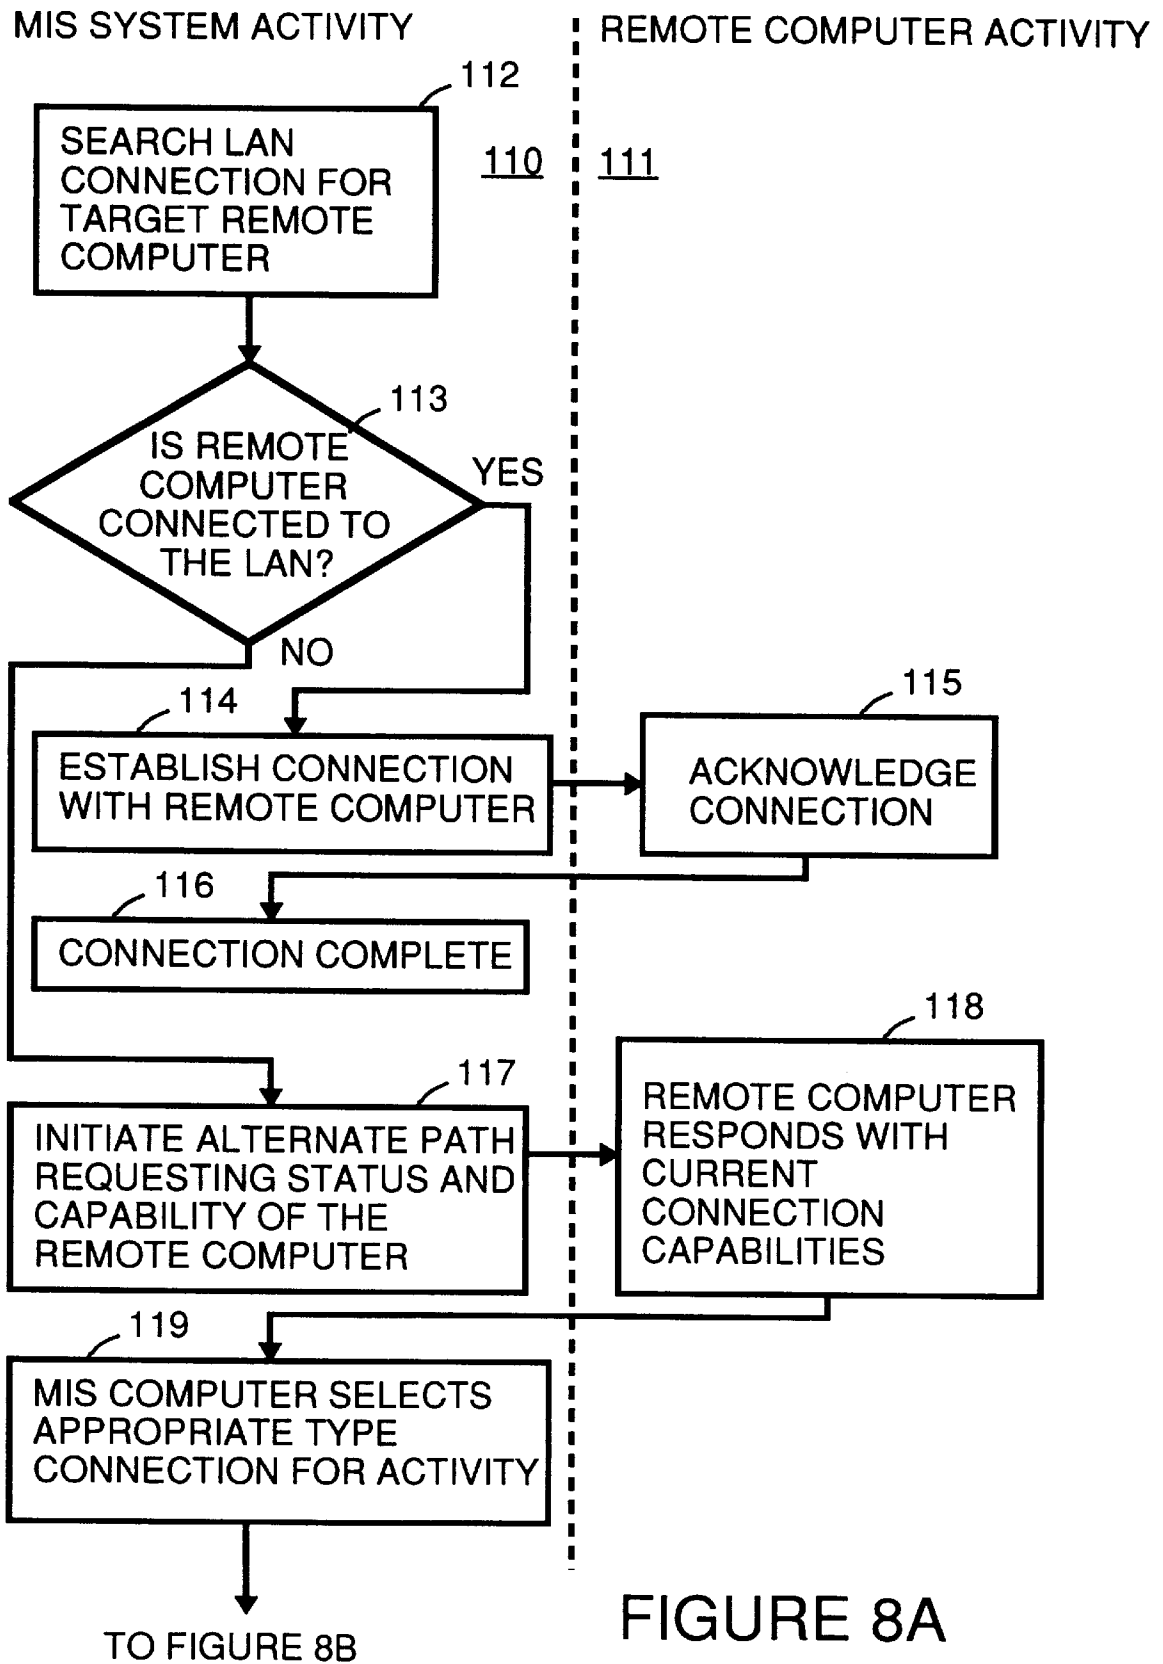 MIS SYSTEM ACTIVITY
REMOTE COMPUTER ACTIVITY
112
SEARCH LAN
CONNECTION FOR
TARGET REMOTE
COMPUTER
110
111
113
IS REMOTE
COMPUTER
CONNECTED TO
THE LAN?
YES
NO
114
ESTABLISH CONNECTION
WITH REMOTE COMPUTER
115
ACKNOWLEDGE
CONNECTION
116
CONNECTION COMPLETE
117
INITIATE ALTERNATE PATH
REQUESTING STATUS AND
CAPABILITY OF THE
REMOTE COMPUTER
118
REMOTE COMPUTER
RESPONDS WITH
CURRENT
CONNECTION
CAPABILITIES
119
MIS COMPUTER SELECTS
APPROPRIATE TYPE
CONNECTION FOR ACTIVITY
TO FIGURE 8B
FIGURE 8A